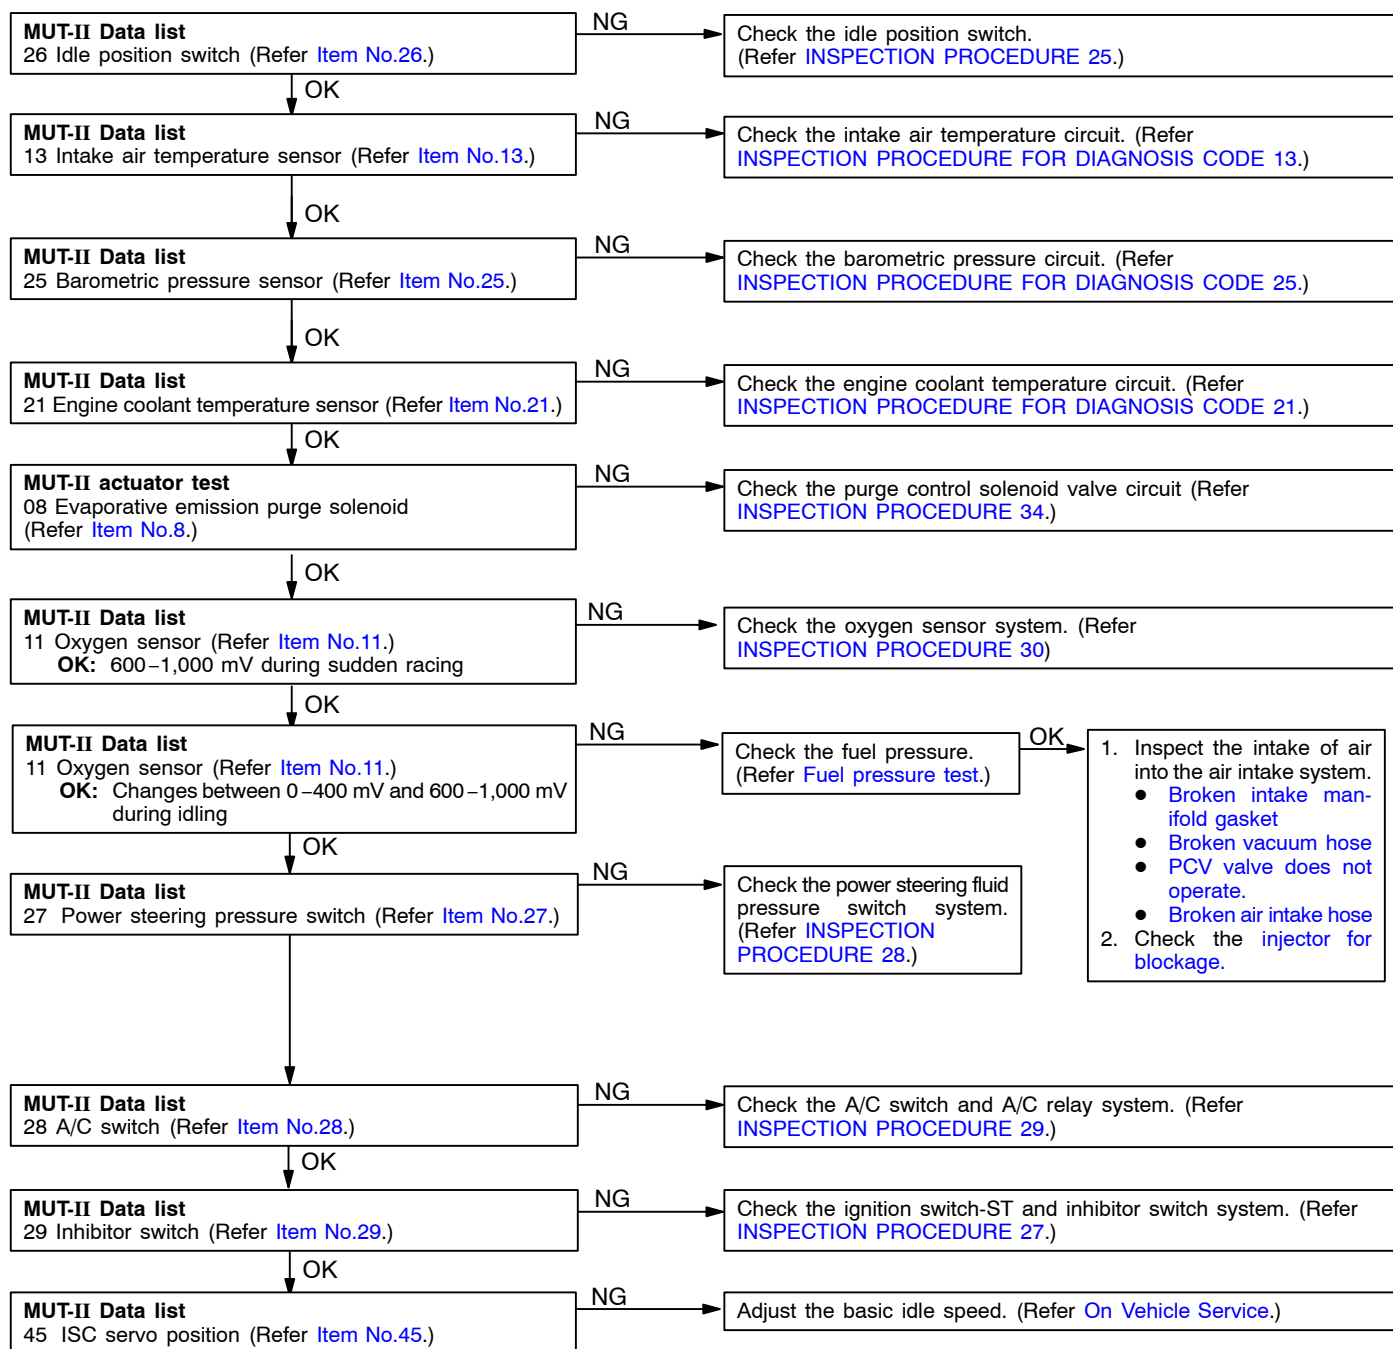 MUT-II Data list
26 Idle position switch (Refer Item No.26.)
NG
Check the idle position switch.
(Refer INSPECTION PROCEDURE 25.)
OK
MUT-II Data list
13 Intake air temperature sensor (Refer Item No.13.)
NG
Check the intake air temperature circuit. (Refer
INSPECTION PROCEDURE FOR DIAGNOSIS CODE 13.)
OK
MUT-II Data list
25 Barometric pressure sensor (Refer Item No.25.)
NG
Check the barometric pressure circuit. (Refer
INSPECTION PROCEDURE FOR DIAGNOSIS CODE 25.)
OK
MUT-II Data list
21 Engine coolant temperature sensor (Refer Item No.21.)
NG
Check the engine coolant temperature circuit. (Refer
INSPECTION PROCEDURE FOR DIAGNOSIS CODE 21.)
OK
MUT-II actuator test
08 Evaporative emission purge solenoid
(Refer Item No.8.)
NG
Check the purge control solenoid valve circuit (Refer
INSPECTION PROCEDURE 34.)
OK
MUT-II Data list
11 Oxygen sensor (Refer Item No.11.)
OK: 600–1,000 mV during sudden racing
NG
Check the oxygen sensor system. (Refer
INSPECTION PROCEDURE 30)
OK
MUT-II Data list
11 Oxygen sensor (Refer Item No.11.)
OK: Changes between 0–400 mV and 600–1,000 mV
during idling
NG
Check the fuel pressure.
(Refer Fuel pressure test.)
OK
1. Inspect the intake of air
into the air intake system.
● Broken intake man-
ifold gasket
● Broken vacuum hose
● PCV valve does not
operate.
● Broken air intake hose
2. Check the injector for
blockage.
OK
MUT-II Data list
27 Power steering pressure switch (Refer Item No.27.)
NG
Check the power steering fluid
pressure switch system.
(Refer INSPECTION
PROCEDURE 28.)
MUT-II Data list
28 A/C switch (Refer Item No.28.)
NG
Check the A/C switch and A/C relay system. (Refer
INSPECTION PROCEDURE 29.)
OK
MUT-II Data list
29 Inhibitor switch (Refer Item No.29.)
NG
Check the ignition switch-ST and inhibitor switch system. (Refer
INSPECTION PROCEDURE 27.)
OK
MUT-II Data list
45 ISC servo position (Refer Item No.45.)
NG
Adjust the basic idle speed. (Refer On Vehicle Service.)